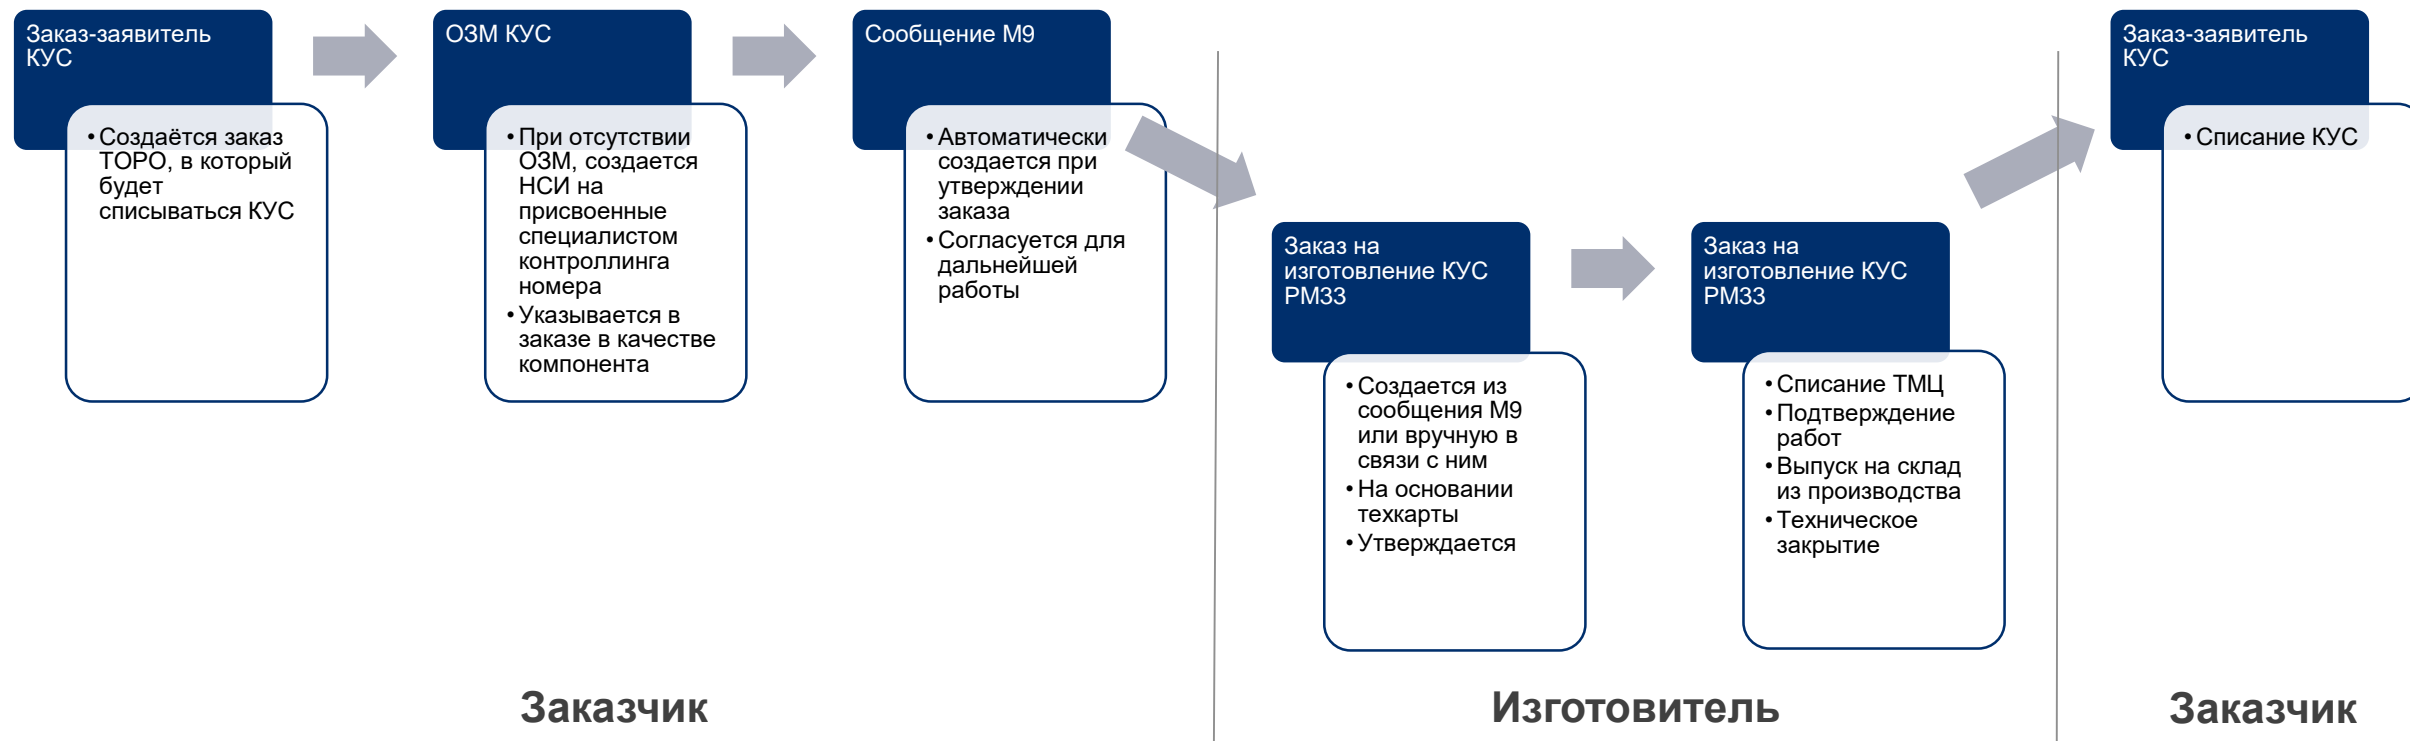 Заказ-заявитель
КУС
• Создаётся заказ
ТОРО, в который
будет
списываться КУС
ОЗМ КУС
• При отсутствии
ОЗМ, создается
НСИ на
присвоенные
специалистом
контроллинга
номера
• Указывается в
заказе в качестве
компонента
Сообщение М9
• Автоматически
создается при
утверждении
заказа
• Согласуется для
дальнейшей
работы
Заказ на
изготовление КУС
РМ33
• Создается из
сообщения М9
или вручную в
связи с ним
• На основании
техкарты
• Утверждается
Заказ на
изготовление КУС
РМ33
• Списание ТМЦ
• Подтверждение
работ
• Выпуск на склад
из производства
• Техническое
закрытие
Заказ-заявитель
КУС
• Списание КУС
Заказчик
Изготовитель
Заказчик